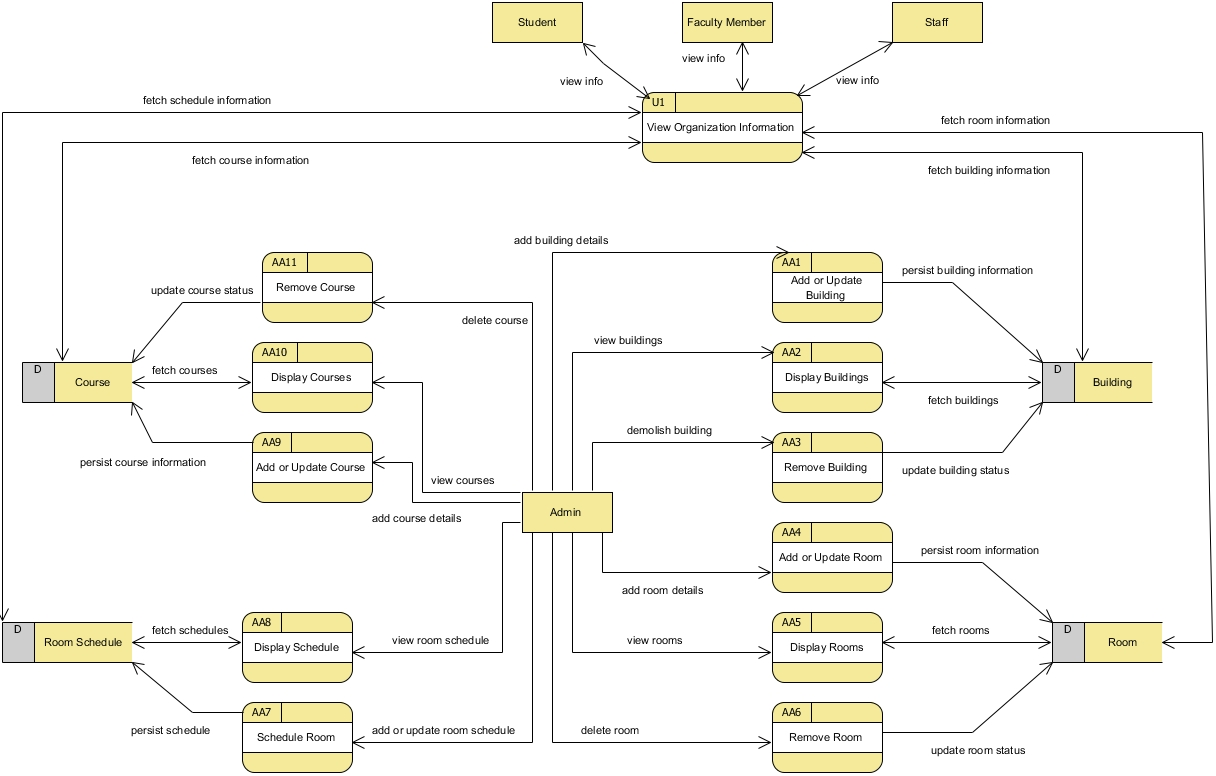 Student
Faculty Member
Staff
view info
view info
view info
fetch schedule information
U1
View Organization Information
fetch room information
fetch course information
fetch building information
add building details
AA11
Remove Course
AA1
Add or Update
Building
persist building information
update course status
delete course
view buildings
AA10
Display Courses
AA2
Display Buildings
D
Course
fetch courses
D
Building
fetch buildings
demolish building
AA9
Add or Update Course
AA3
Remove Building
persist course information
update building status
view courses
add course details
Admin
AA4
Add or Update Room
persist room information
add room details
D
Room Schedule
fetch schedules
AA8
Display Schedule
view room schedule
view rooms
AA5
Display Rooms
fetch rooms
D
Room
AA7
Schedule Room
persist schedule
add or update room schedule
delete room
AA6
Remove Room
update room status